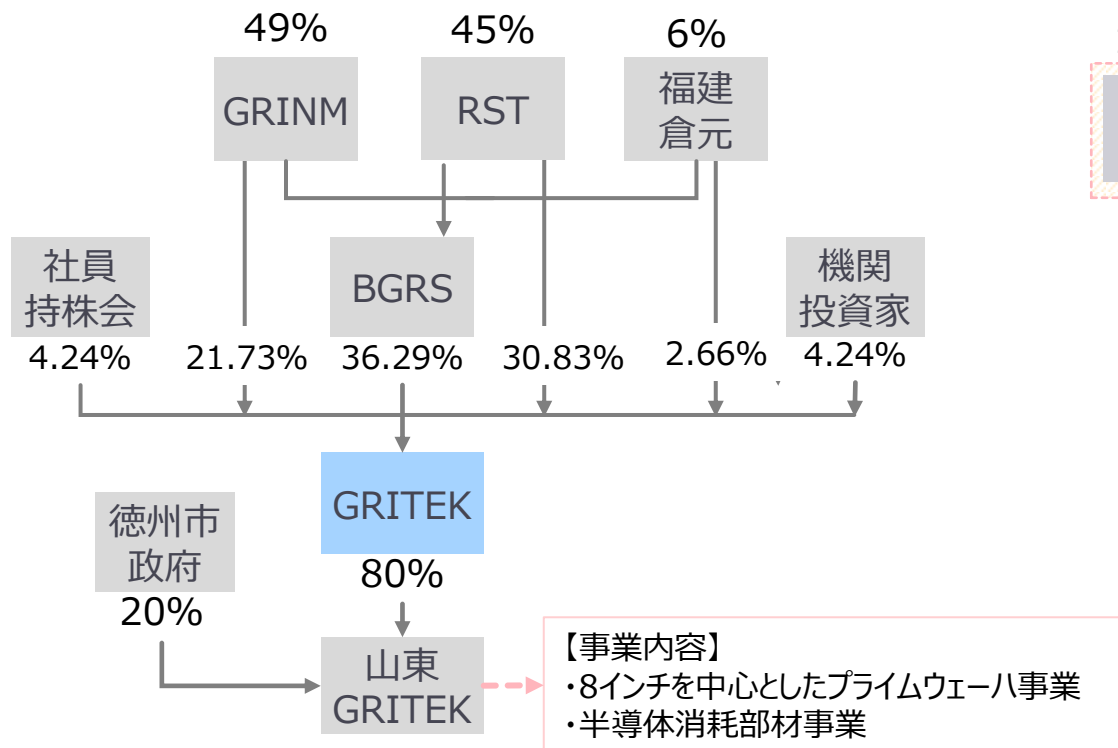 49%
45%
6%
GRINM
RST
福建
倉元
社員
持株会
BGRS
機関
投資家
4.24%
21.73%
36.29%
30.83%
2.66%
4.24%
GRITEK
徳州市
政府
80%
20%
山東
GRITEK
【事業内容】
・8インチを中心としたプライムウェーハ事業
・半導体消耗部材事業